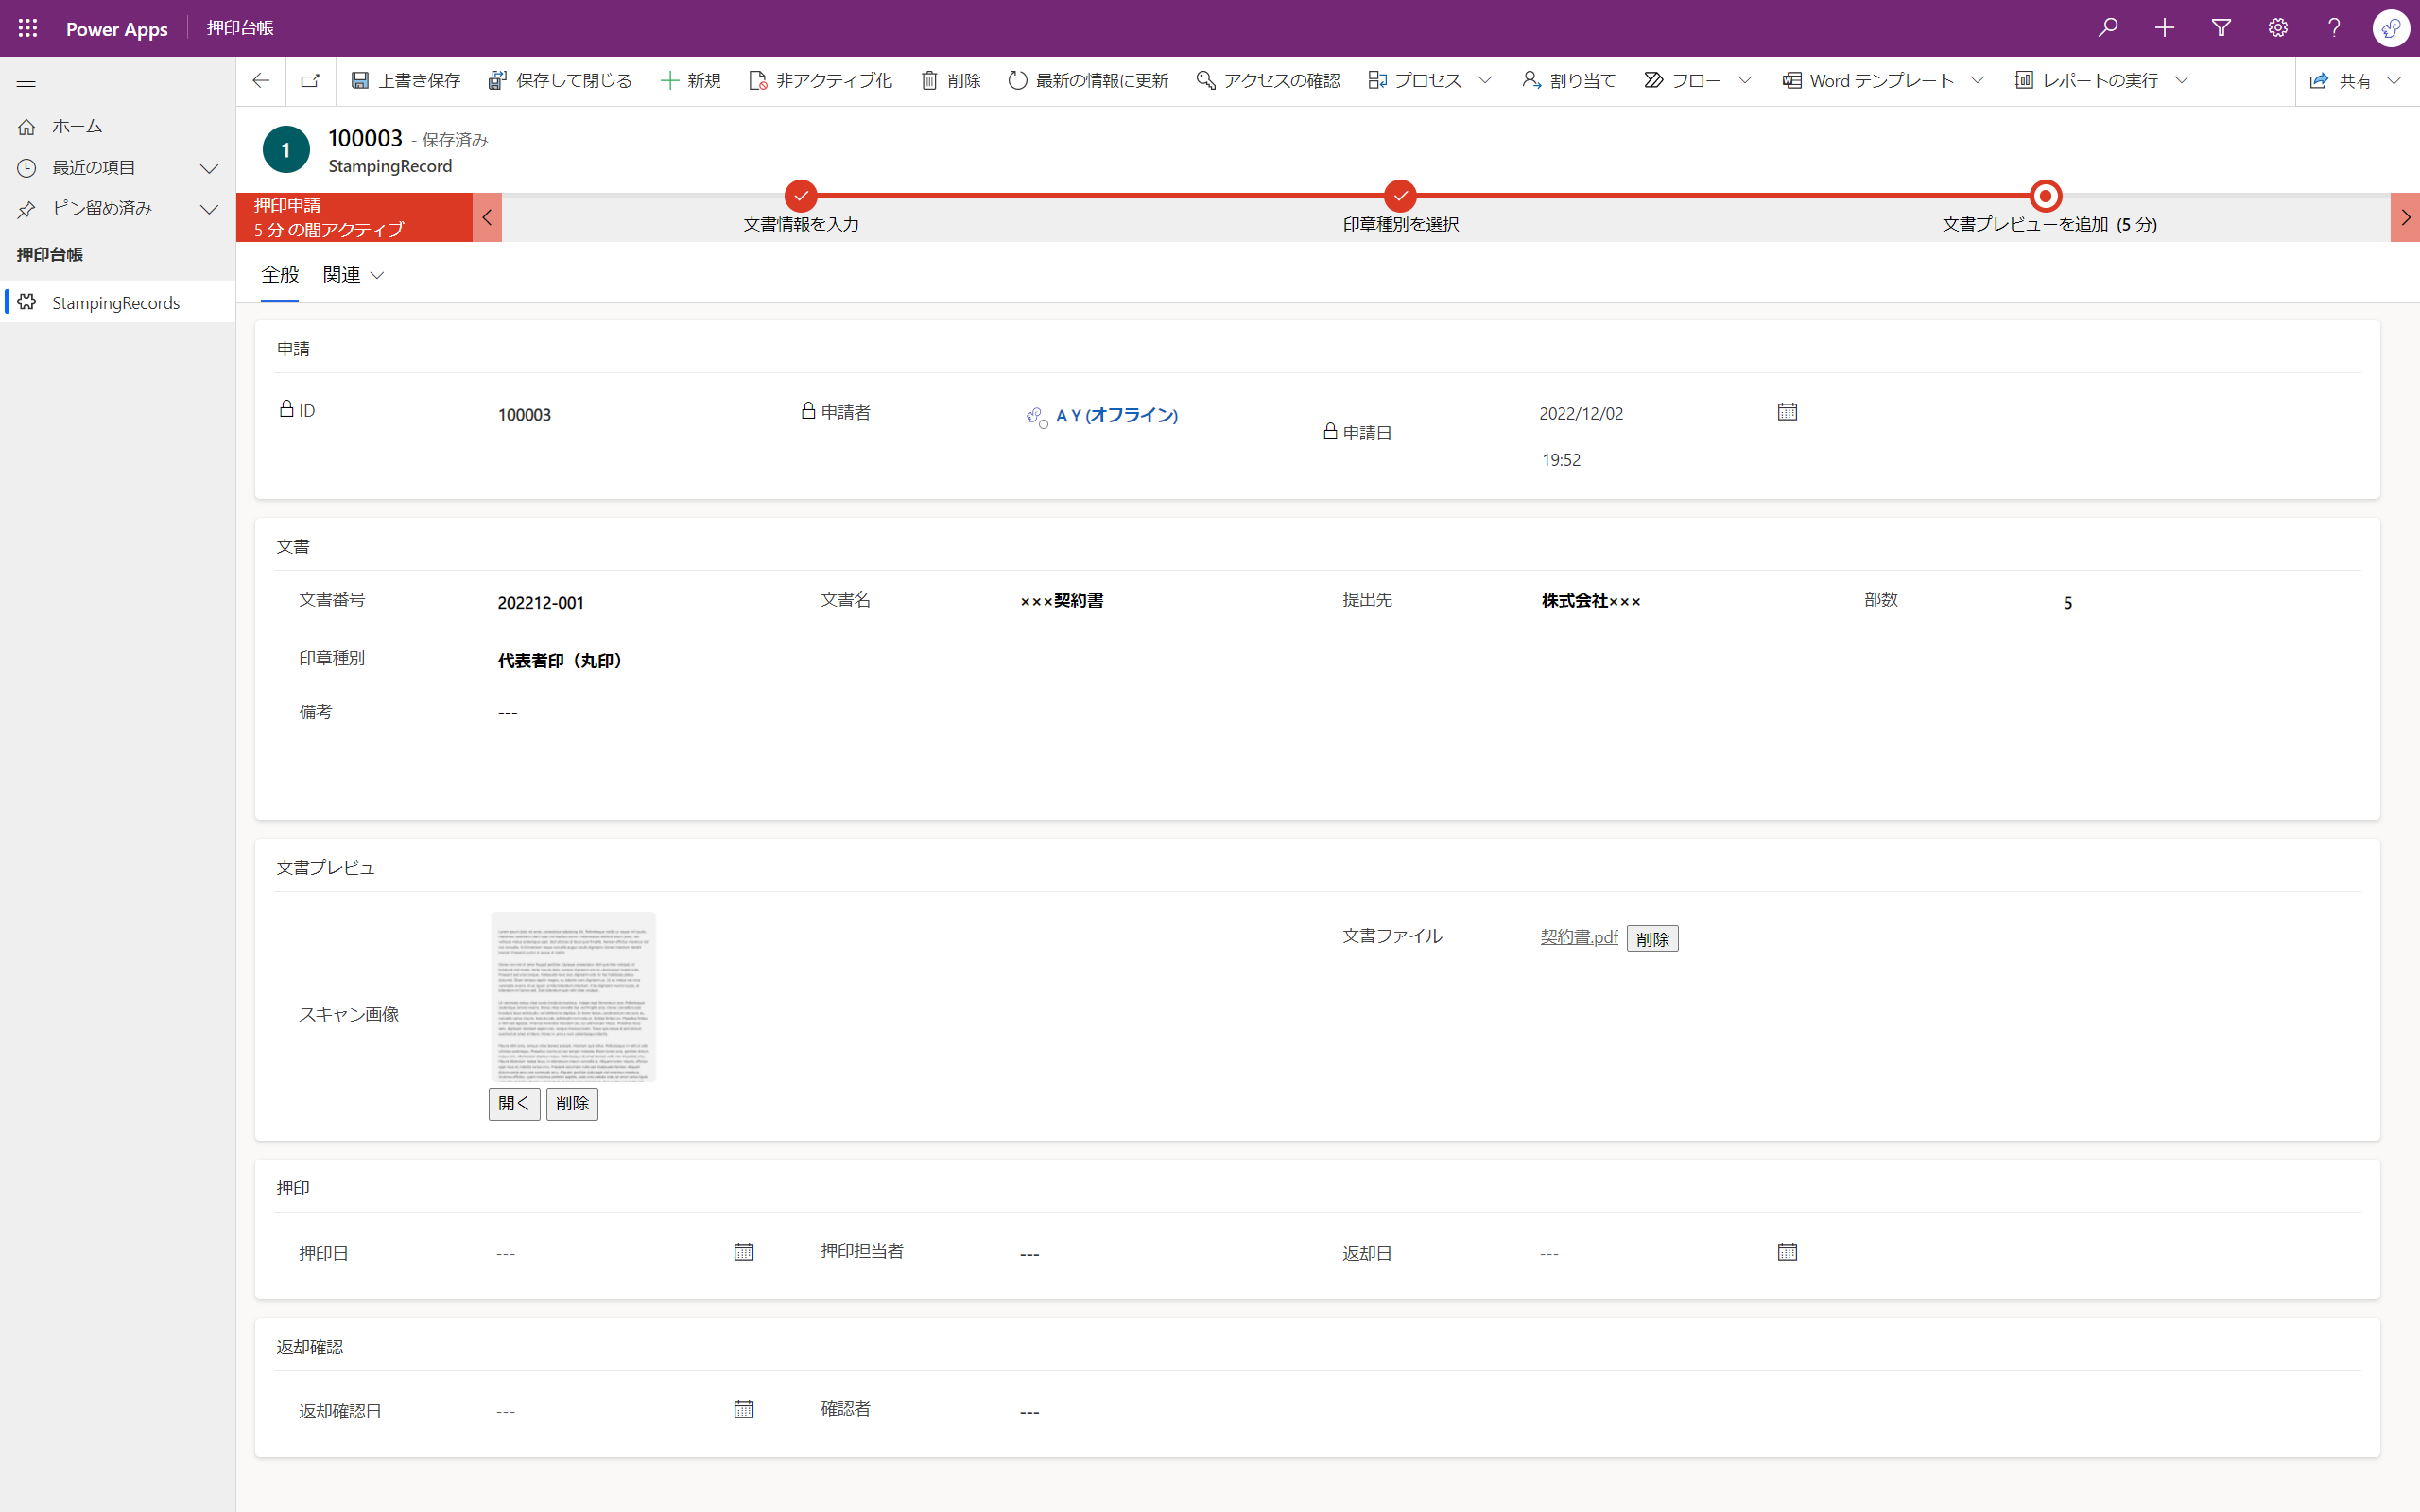 Power Apps 押印台帳
上書き保存 保存して閉じる 新規 非アクティブ化 削除 最新の情報に更新 アクセスの確認 プロセス 割り当て フロー Word テンプレート レポートの実行 共有
ホーム
最近の項目
ピン留め済み
押印台帳
StampingRecords
1
100003 - 保存済み
StampingRecord
押印申請
5 分 の間アクティブ
文書情報を入力
印章種別を選択
文書プレビューを追加 (5 分)
全般 関連
申請
ID 100003 申請者 A Y (オフライン) 申請日 2022/12/02
19:52
文書
文書番号 202212-001 文書名 ×××契約書 提出先 株式会社××× 部数 5
印章種別 代表者印（丸印）
備考 ---
文書プレビュー
スキャン画像
開く 削除
文書ファイル 契約書.pdf 削除
押印
押印日 --- 押印担当者 --- 返却日 ---
返却確認
返却確認日 --- 確認者 ---